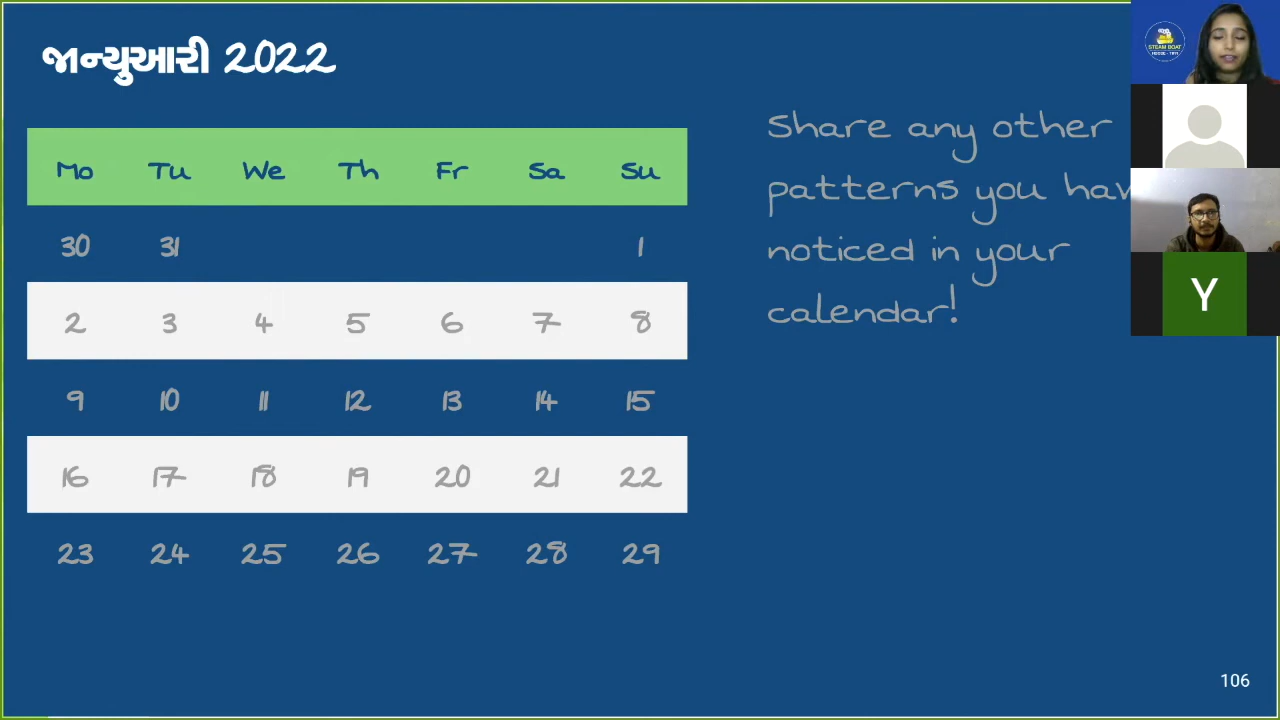 જાન્યુઆરી 2022
Mo Tu We Th Fr Sa Su
30 31 1
2 3 4 5 6 7 8
9 10 11 12 13 14 15
16 17 18 19 20 21 22
23 24 25 26 27 28 29
Share any other
patterns you
noticed in your
calendar!
STEAM BOAT
Y
106